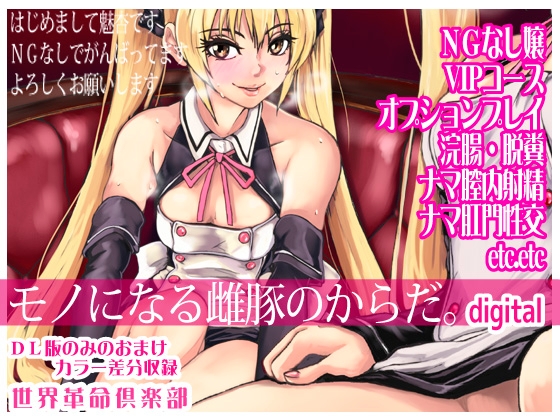 はじめまして魅杏です
NGなしでがんばってます
よろしくお願いします
NGなし嬢
VIPコース
オプションプレイ
浣腸・脱糞
ナマ膣内射精
ナマ肛門性交
etc.etc
モノになる雌豚のからだ。digital
DL版のみのおまけ
カラー差分収録
世界革命倶楽部